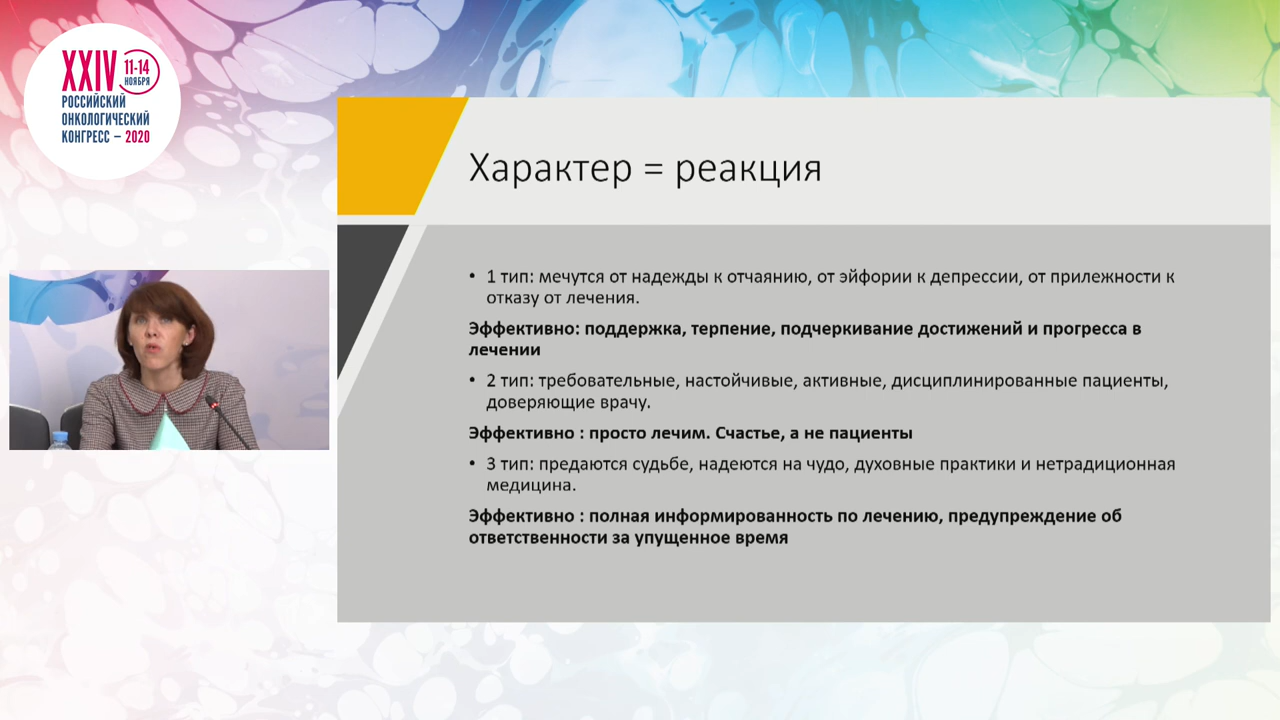 XXIV 11-14 НОЯБРЯ
РОССИЙСКИЙ
ОНКОЛОГИЧЕСКИЙ
КОНГРЕСС – 2020
Характер = реакция
• 1 тип: мечутся от надежды к отчаянию, от эйфории к депрессии, от прилежности к
отказу от лечения.
Эффективно: поддержка, терпение, подчеркивание достижений и прогресса в
лечении
• 2 тип: требовательные, настойчивые, активные, дисциплинированные пациенты,
доверяющие врачу.
Эффективно : просто лечим. Счастье, а не пациенты
• 3 тип: предаются судьбе, надеются на чудо, духовные практики и нетрадиционная
медицина.
Эффективно : полная информированность по лечению, предупреждение об
ответственности за упущенное время